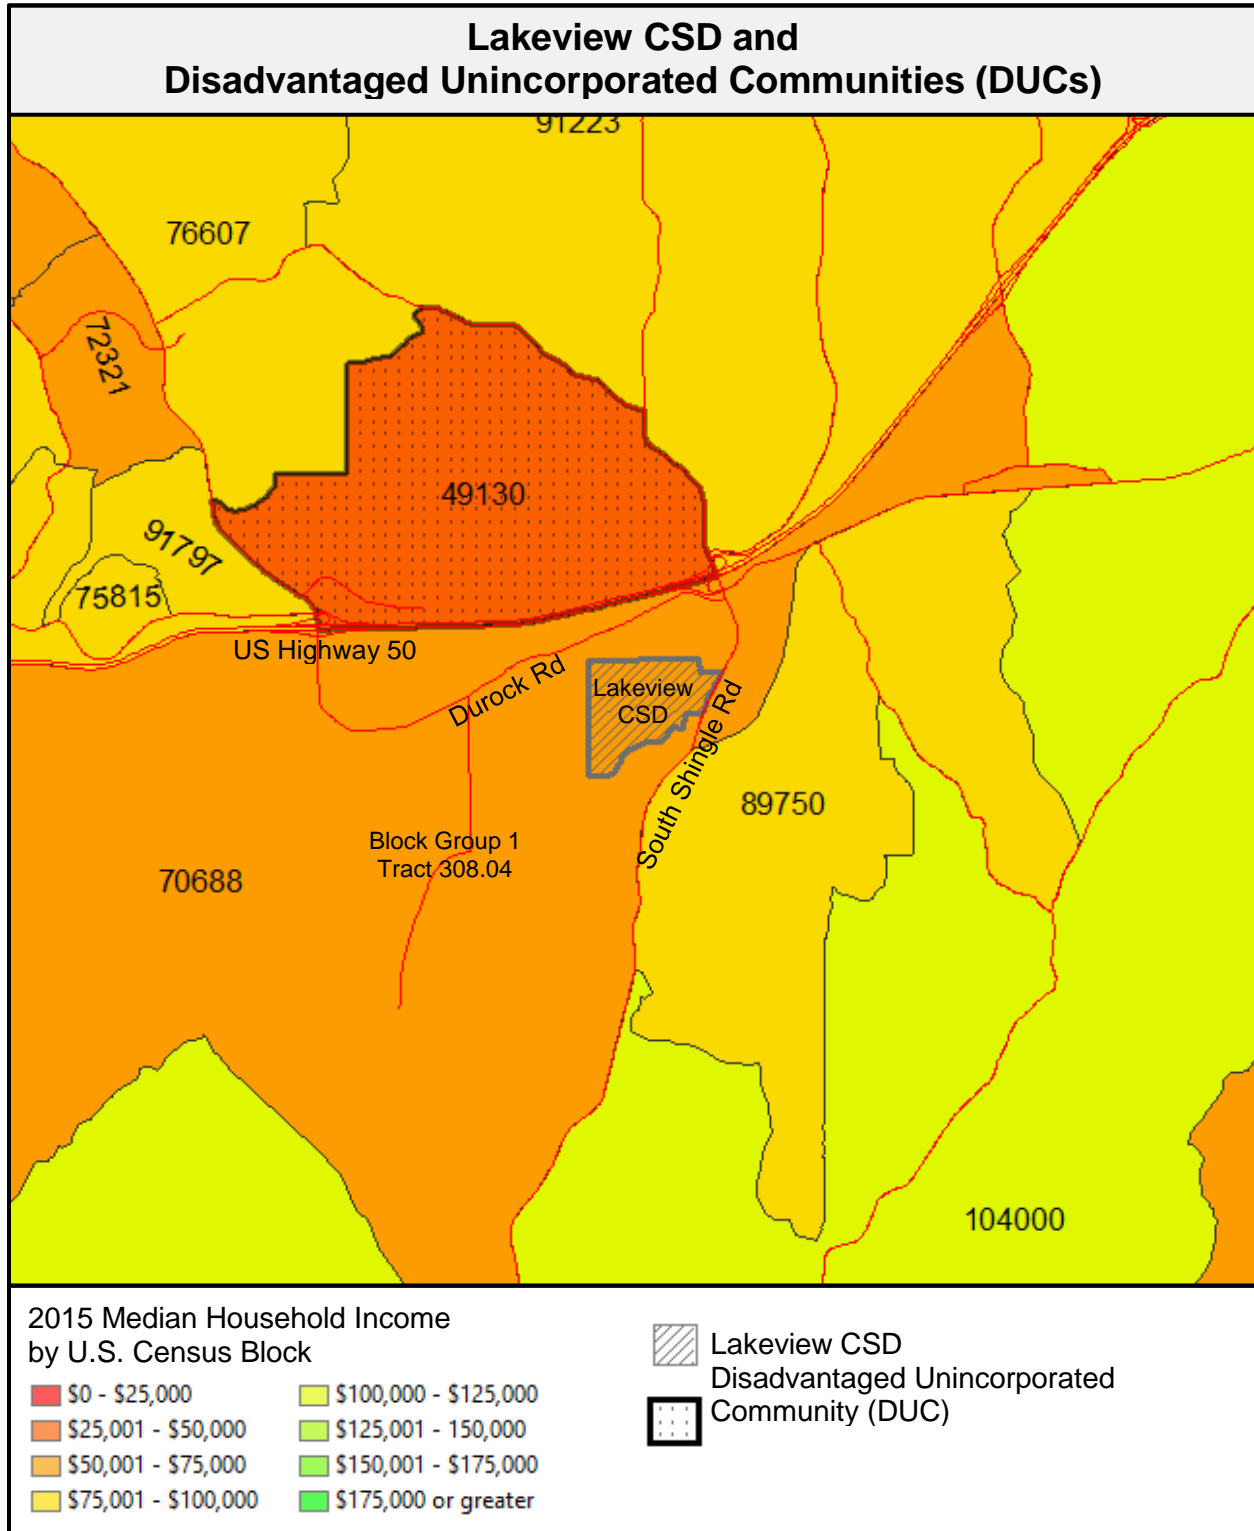 Lakeview CSD and
Disadvantaged Unincorporated Communities (DUCs)
91223
76607
72321
49130
91797
75815
US Highway 50
Durock Rd
Lakeview
CSD
South Shingle Rd
89750
Block Group 1
Tract 308.04
70688
104000
2015 Median Household Income
by U.S. Census Block
$0 - $25,000
$25,001 - $50,000
$50,001 - $75,000
$75,001 - $100,000
$100,000 - $125,000
$125,001 - 150,000
$150,001 - $175,000
$175,000 or greater
Lakeview CSD
Disadvantaged Unincorporated
Community (DUC)